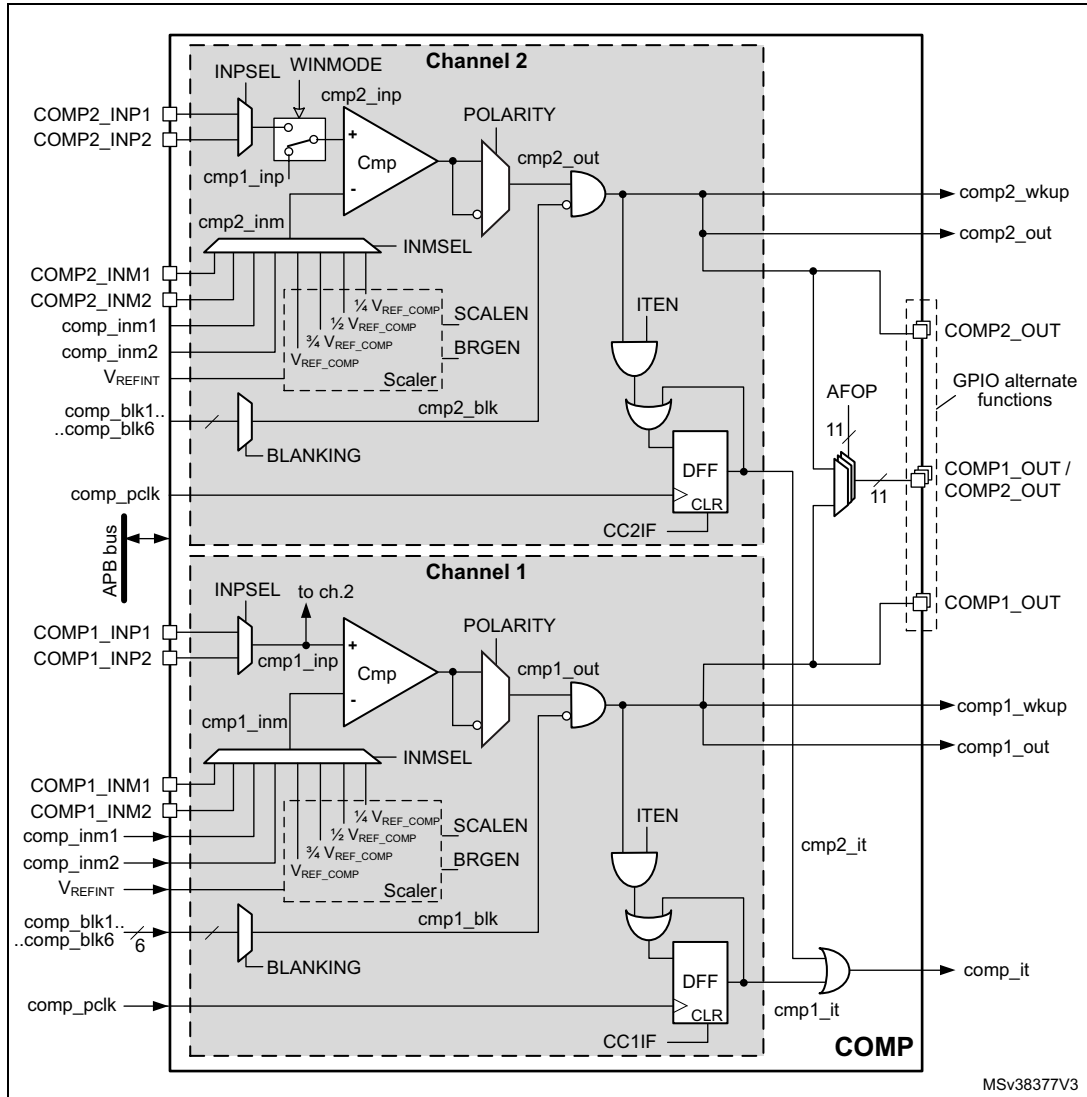 Channel 2
INPSEL
WINMODE
cmp2_inp
COMP2_INP1
COMP2_INP2
POLARITY
+
Cmp
-
cmp2_out
cmp1_inp
comp2_wkup
cmp2_inm
comp2_out
INMSEL
COMP2_INM1
COMP2_INM2
comp_inm1
comp_inm2
VREFINT
¼ VREF_COMP
½ VREF_COMP
¾ VREF_COMP
VREF_COMP
SCALEN
BRGEN
Scaler
ITEN
COMP2_OUT
GPIO alternate
functions
AFOP
11
comp_blk1..
..comp_blk6
cmp2_blk
BLANKING
DFF
CLR
COMP1_OUT /
COMP2_OUT
11
comp_pclk
CC2IF
APB bus
Channel 1
INPSEL
to ch.2
COMP1_INP1
COMP1_INP2
POLARITY
+
Cmp
-
cmp1_inp
cmp1_out
COMP1_OUT
cmp1_inm
comp1_wkup
comp1_out
INMSEL
COMP1_INM1
COMP1_INM2
comp_inm1
comp_inm2
VREFINT
¼ VREF_COMP
½ VREF_COMP
¾ VREF_COMP
VREF_COMP
SCALEN
BRGEN
Scaler
ITEN
cmp2_it
comp_blk1..
..comp_blk6
6
cmp1_blk
BLANKING
DFF
CLR
comp_it
cmp1_it
comp_pclk
CC1IF
COMP
MSv38377V3